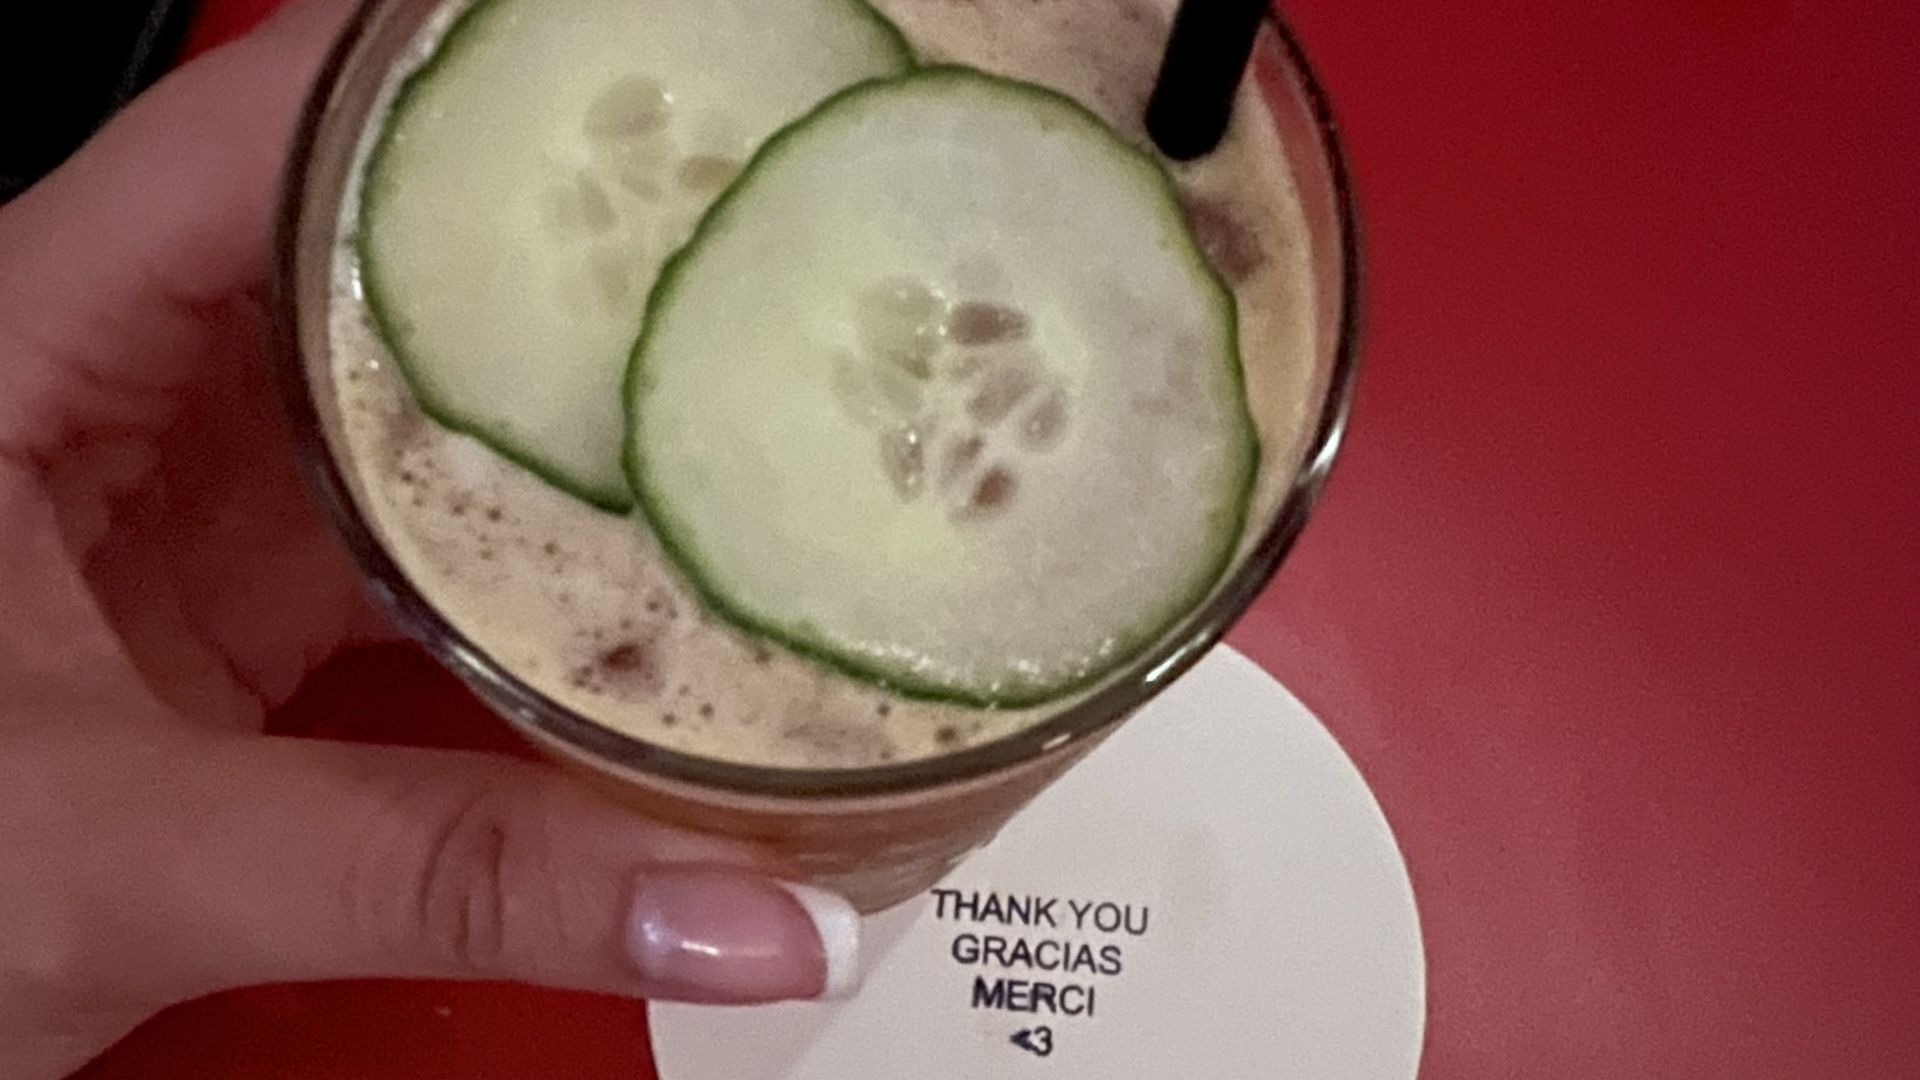 THANK YOU
GRACIAS
MERCI
<3